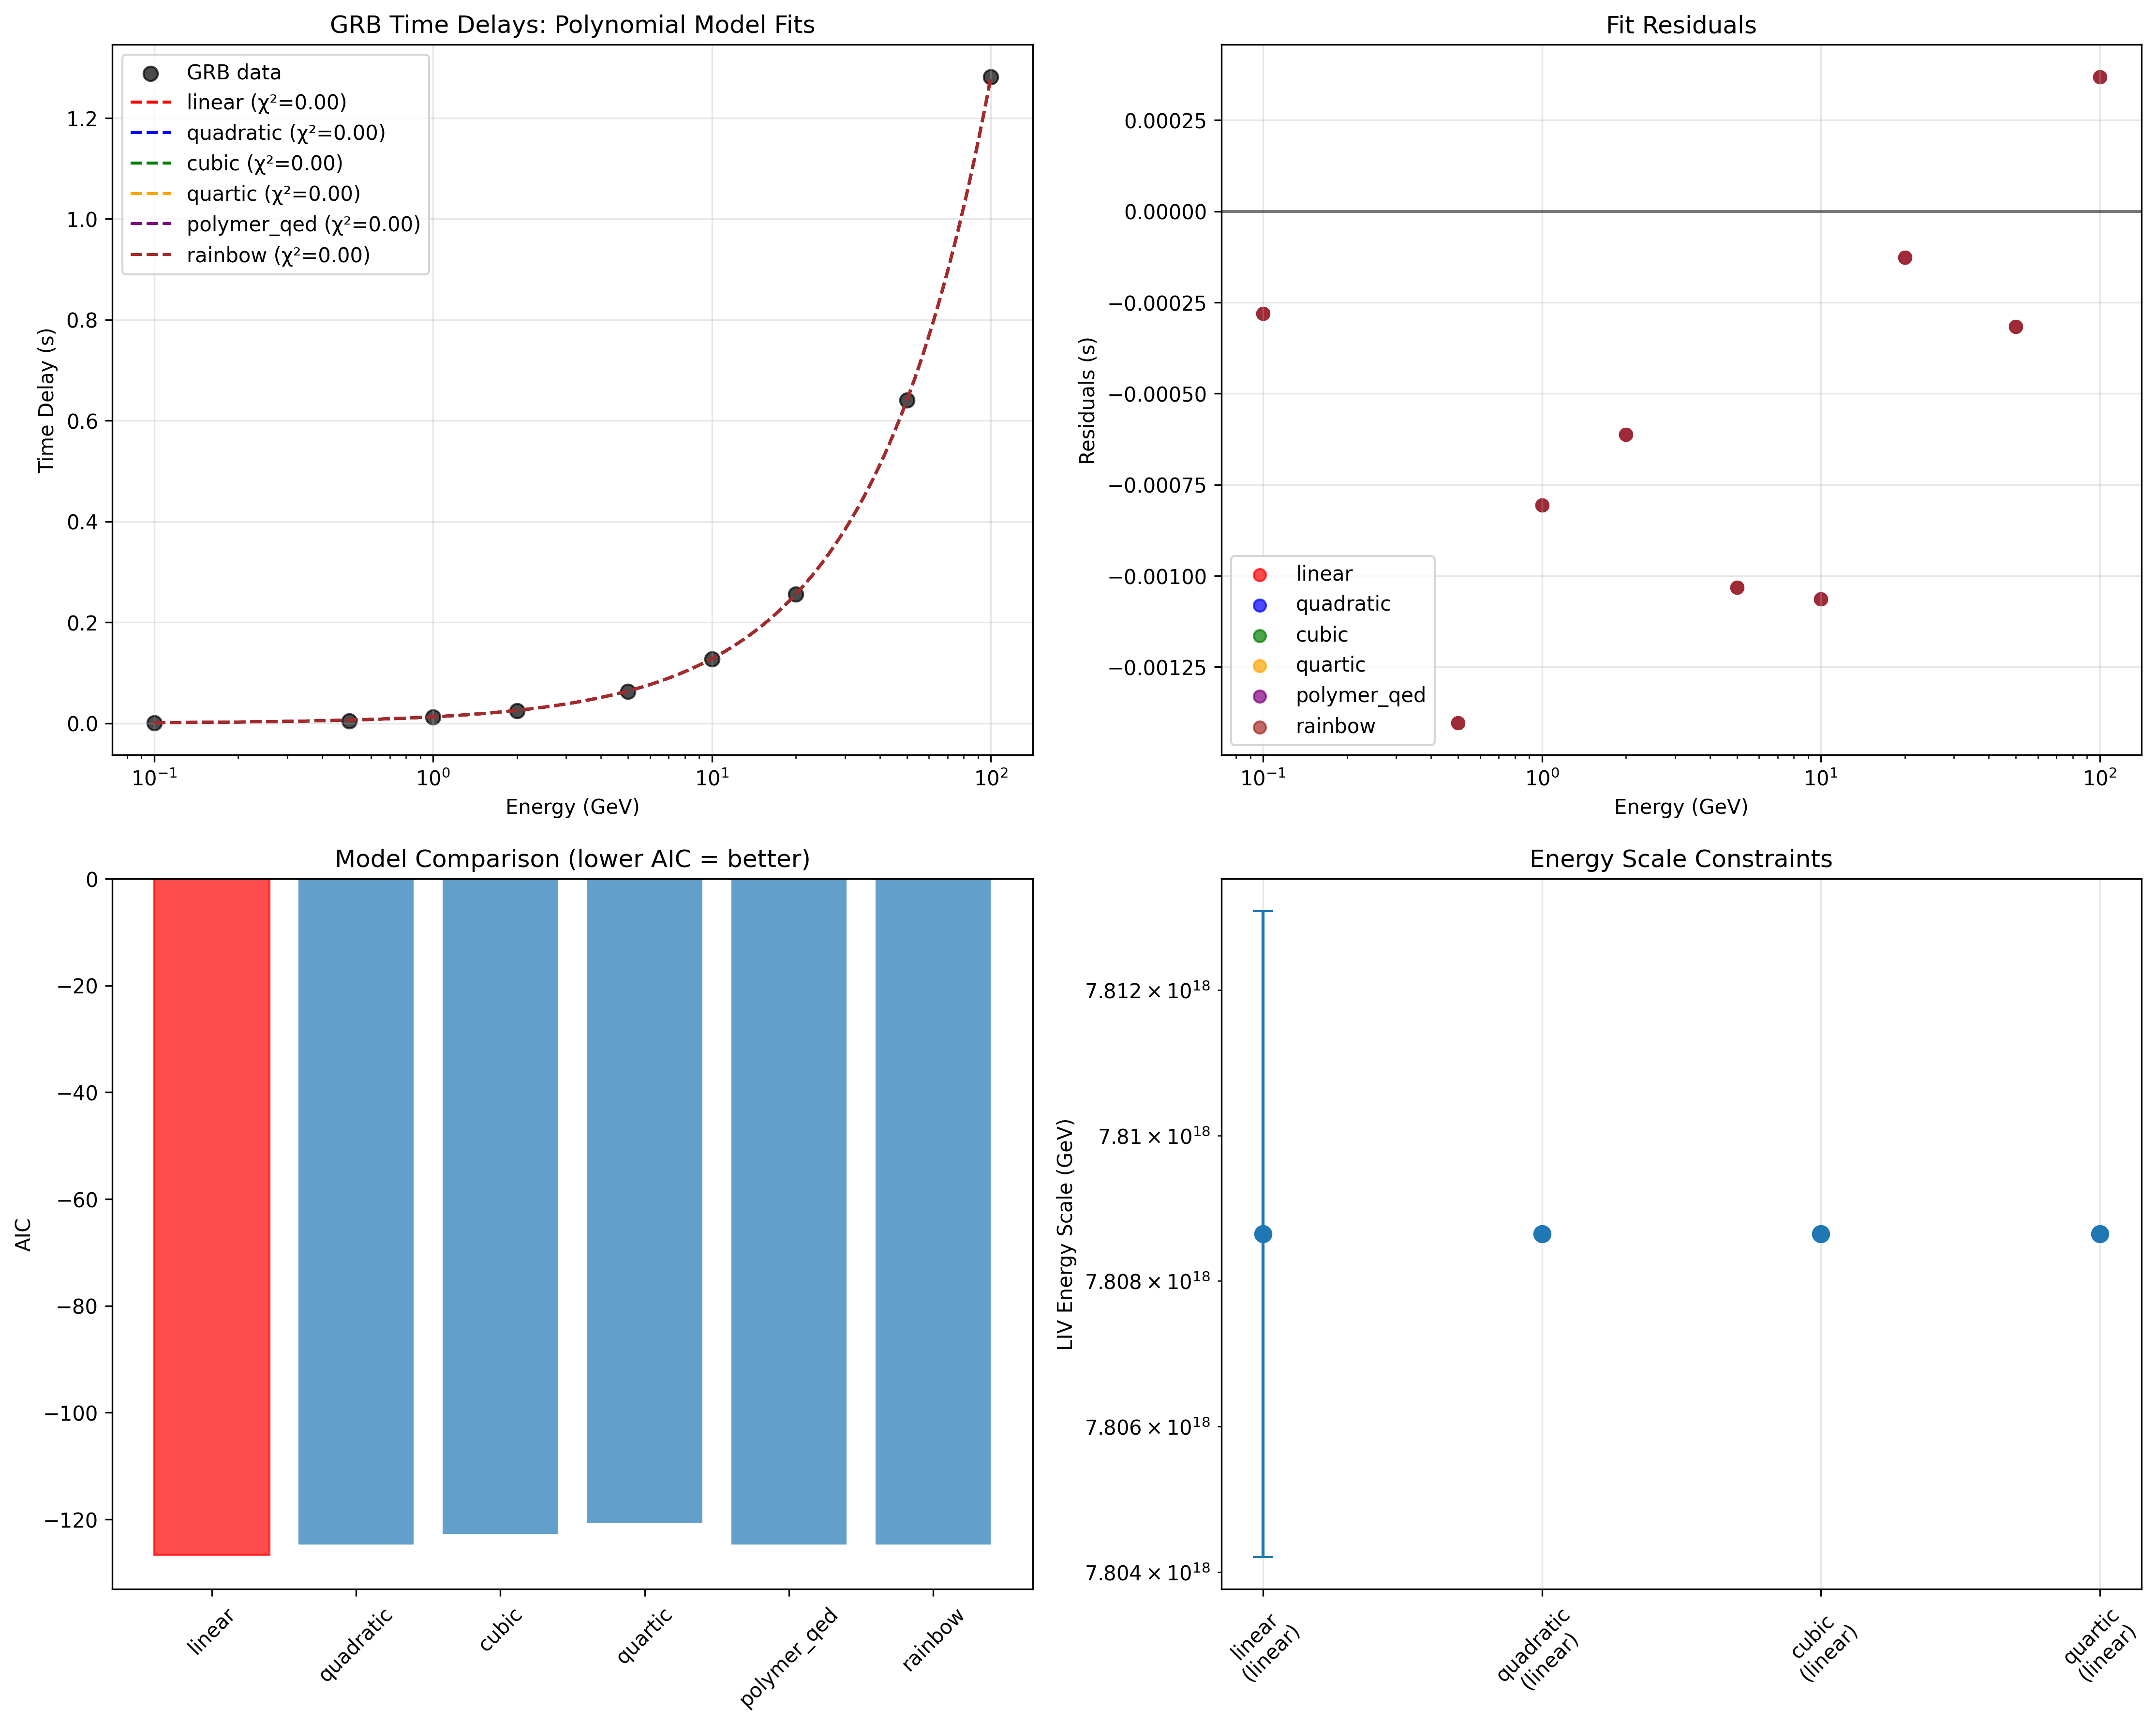 GRB Time Delays: Polynomial Model Fits
GRB data
linear (χ²=0.00)
quadratic (χ²=0.00)
cubic (χ²=0.00)
quartic (χ²=0.00)
polymer_qed (χ²=0.00)
rainbow (χ²=0.00)
Time Delay (s)
1.2
1.0
0.8
0.6
0.4
0.2
0.0
10⁻¹
10⁰
10¹
10²
Energy (GeV)
Fit Residuals
Residuals (s)
0.00025
0.00000
−0.00025
−0.00050
−0.00075
−0.00100
−0.00125
linear
quadratic
cubic
quartic
polymer_qed
rainbow
10⁻¹
10⁰
10¹
10²
Energy (GeV)
Model Comparison (lower AIC = better)
AIC
0
−20
−40
−60
−80
−100
−120
linear
quadratic
cubic
quartic
polymer_qed
rainbow
Energy Scale Constraints
LIV Energy Scale (GeV)
7.812 × 10¹⁸
7.81 × 10¹⁸
7.808 × 10¹⁸
7.806 × 10¹⁸
7.804 × 10¹⁸
linear
(linear)
quadratic
(linear)
cubic
(linear)
quartic
(linear)